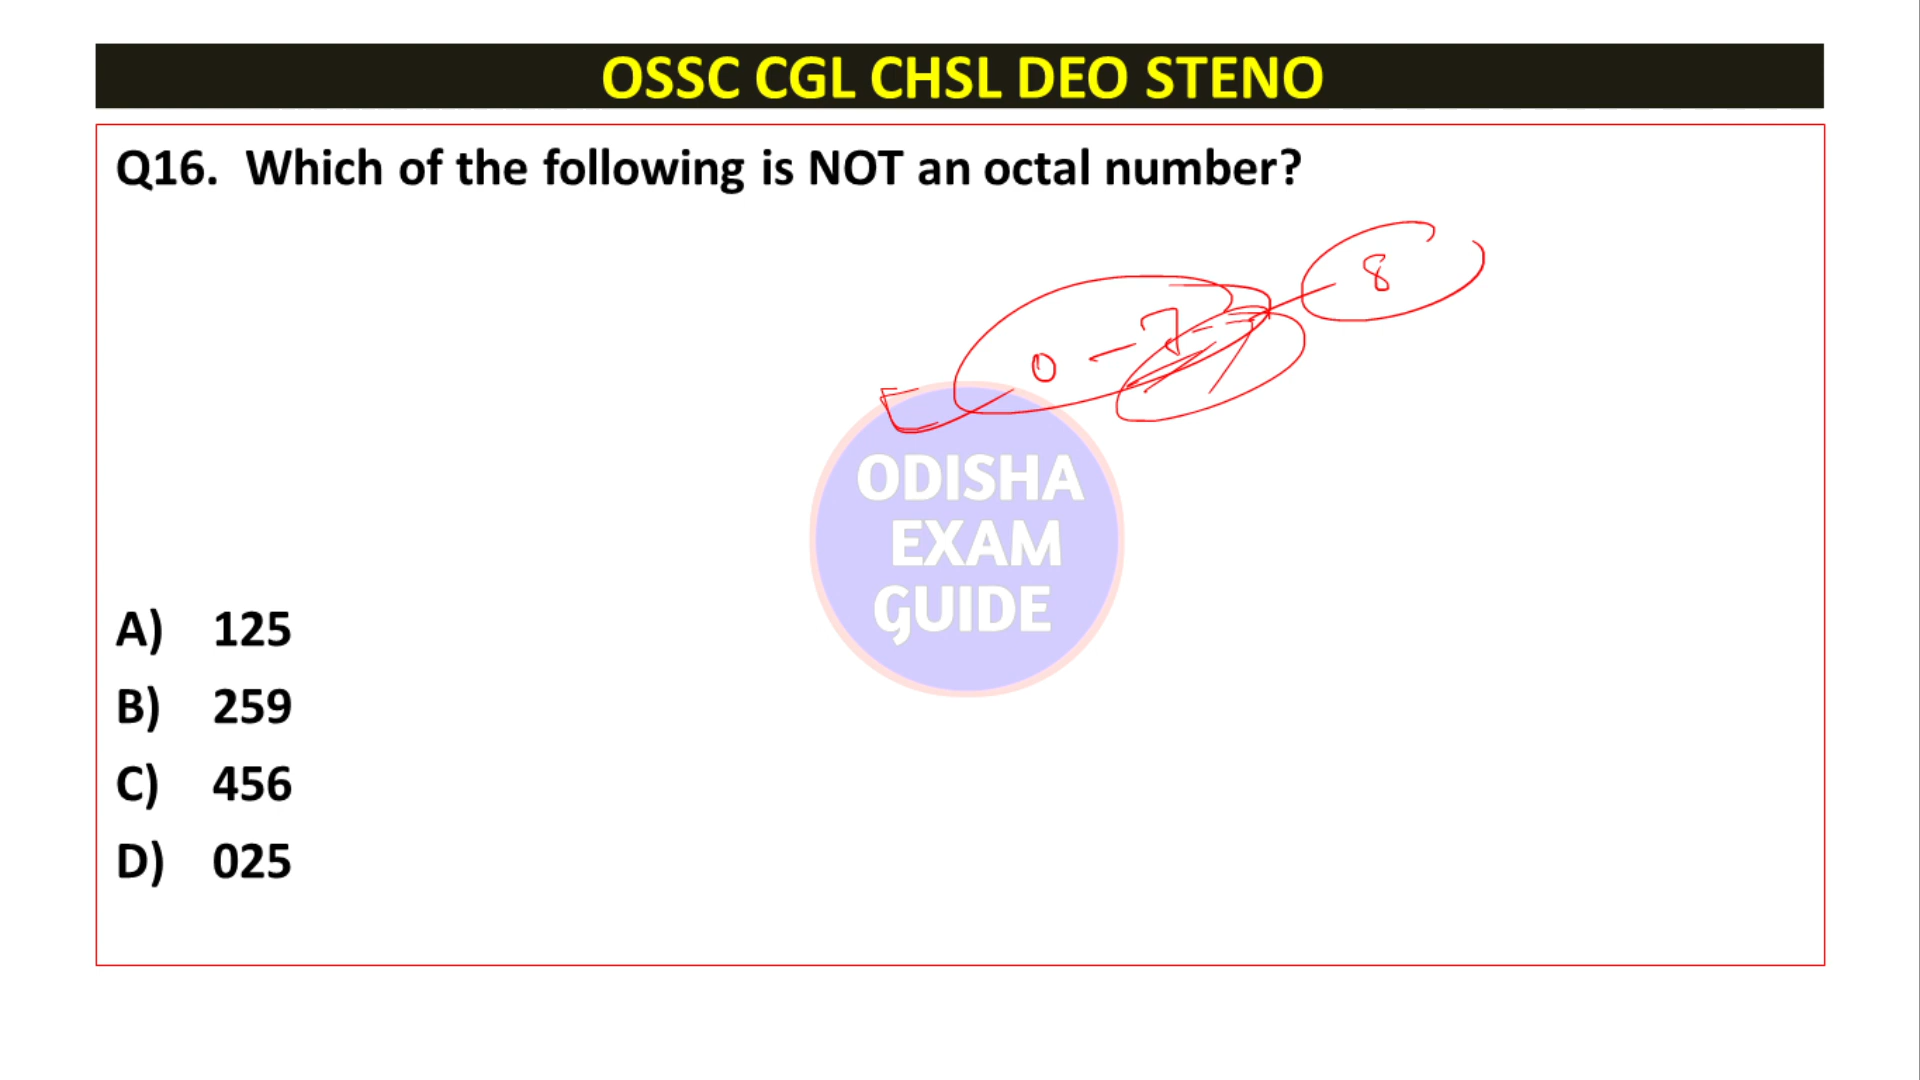 OSSC CGL CHSL DEO STENO
Q16. Which of the following is NOT an octal number?
8
0 - 7
ODISHA
EXAM
GUIDE
A) 125
B) 259
C) 456
D) 025